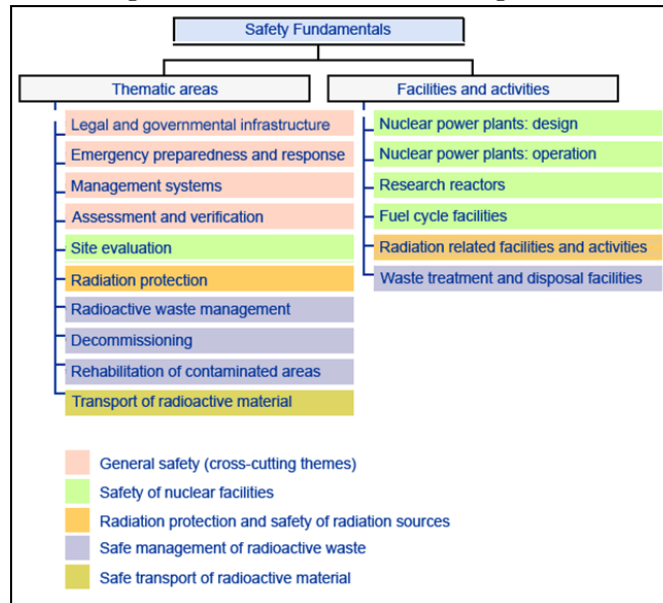 Safety Fundamentals
Thematic areas
Legal and governmental infrastructure
Emergency preparedness and response
Management systems
Assessment and verification
Site evaluation
Radiation protection
Radioactive waste management
Decommissioning
Rehabilitation of contaminated areas
Transport of radioactive material
Facilities and activities
Nuclear power plants: design
Nuclear power plants: operation
Research reactors
Fuel cycle facilities
Radiation related facilities and activities
Waste treatment and disposal facilities
General safety (cross-cutting themes)
Safety of nuclear facilities
Radiation protection and safety of radiation sources
Safe management of radioactive waste
Safe transport of radioactive material